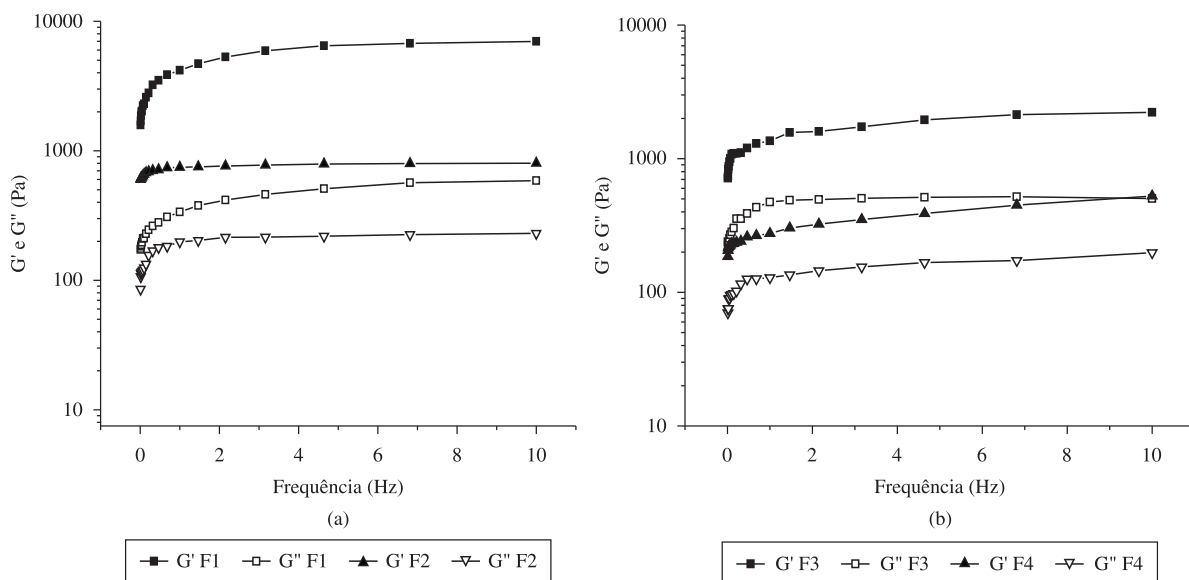 10000
1000
100
10
G' e G" (Pa)
0 2 4 6 8 10
Frequência (Hz)
(a)
G' F1 G" F1 G' F2 G" F2
10000
1000
100
10
G' e G" (Pa)
0 2 4 6 8 10
Frequência (Hz)
(b)
G' F3 G" F3 G' F4 G" F4